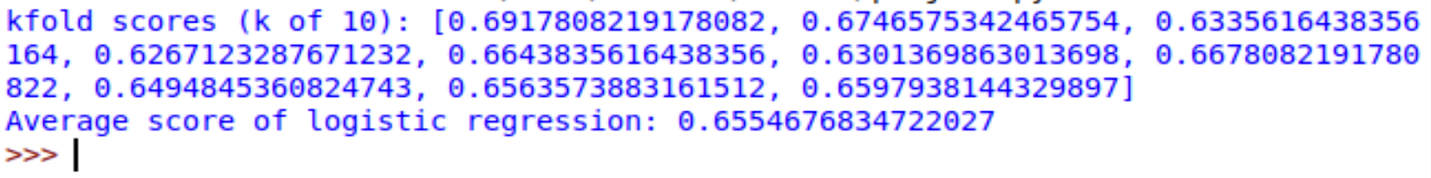 kfold scores (k of 10): [0.6917808219178082, 0.6746575342465754, 0.6335616438356
164, 0.6267123287671232, 0.6643835616438356, 0.6301369863013698, 0.6678082191780
822, 0.6494845360824743, 0.6563573883161512, 0.6597938144329897]
Average score of logistic regression: 0.6554676834722027
>>>